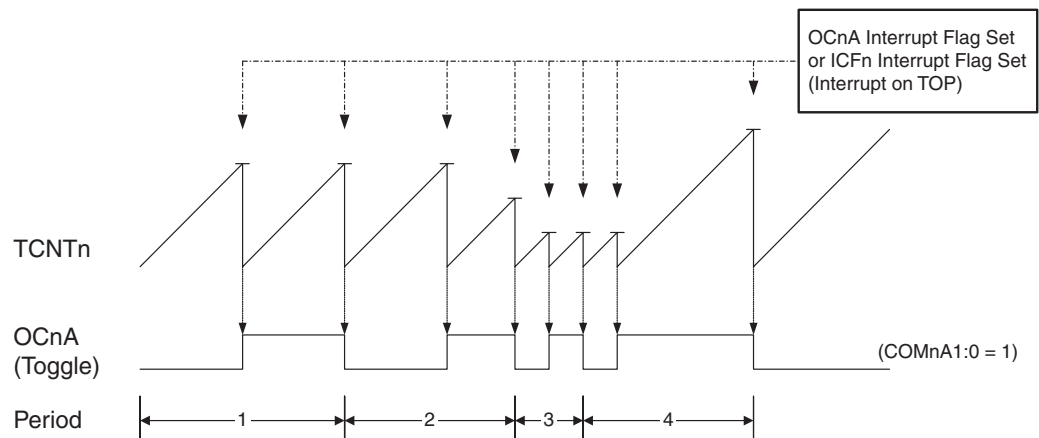 OCnA Interrupt Flag Set
or ICFn Interrupt Flag Set
(Interrupt on TOP)
TCNTn
OCnA
(Toggle)
(COMnA1:0 = 1)
Period
1
2
3
4